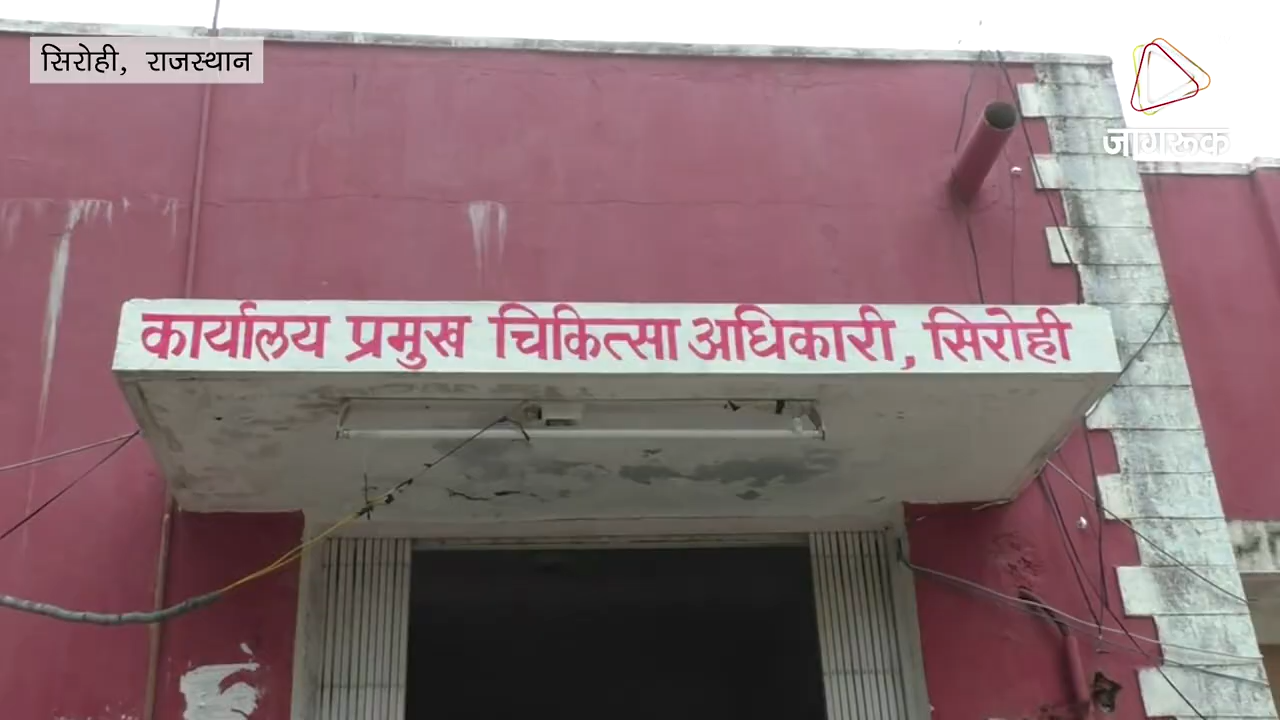 सिरोही, राजस्थान
जागरूक
कार्यालय प्रमुख चिकित्सा अधिकारी, सिरोही